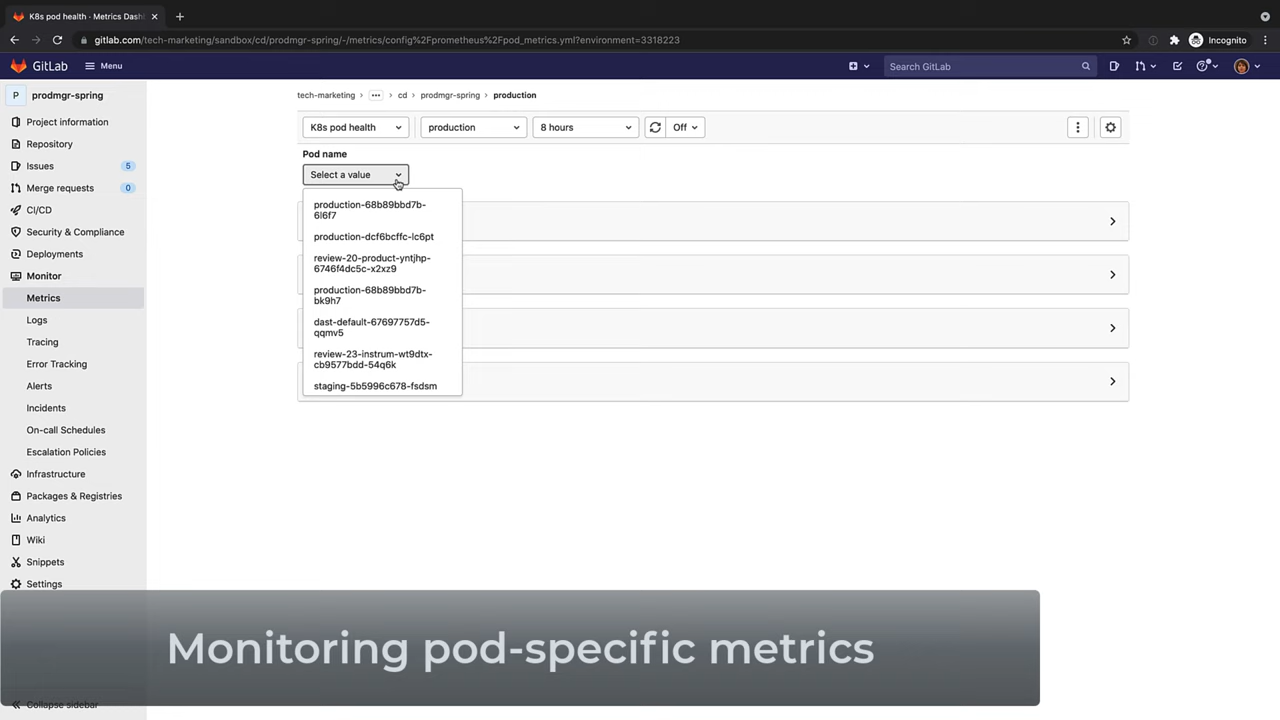 K8s pod health · Metrics Dash
gitlab.com/tech-marketing/sandbox/cd/prodmgr-spring/-/metrics/config%2Fprometheus%2Fpod_metrics.yml?environment=3318223
Incognito
GitLab
Menu
Search GitLab
P
prodmgr-spring
Project information
Repository
Issues
5
Merge requests
0
CI/CD
Security & Compliance
Deployments
Monitor
Metrics
Logs
Tracing
Error Tracking
Alerts
Incidents
On-call Schedules
Escalation Policies
Infrastructure
Packages & Registries
Analytics
Wiki
Snippets
Settings
Collapse sidebar
tech-marketing > ... > cd > prodmgr-spring > production
K8s pod health
production
8 hours
Off
Pod name
Select a value
production-68b89bbd7b-
6l6f7
production-dcf6bcffc-lc6pt
review-20-product-yntjhp-
6746f4dc5c-x2xz9
production-68b89bbd7b-
bk9h7
dast-default-67697757d5-
qqmv5
review-23-instrum-wt9dtx-
cb9577bdd-54q6k
staging-5b5996c678-fsdsm
Monitoring pod-specific metrics